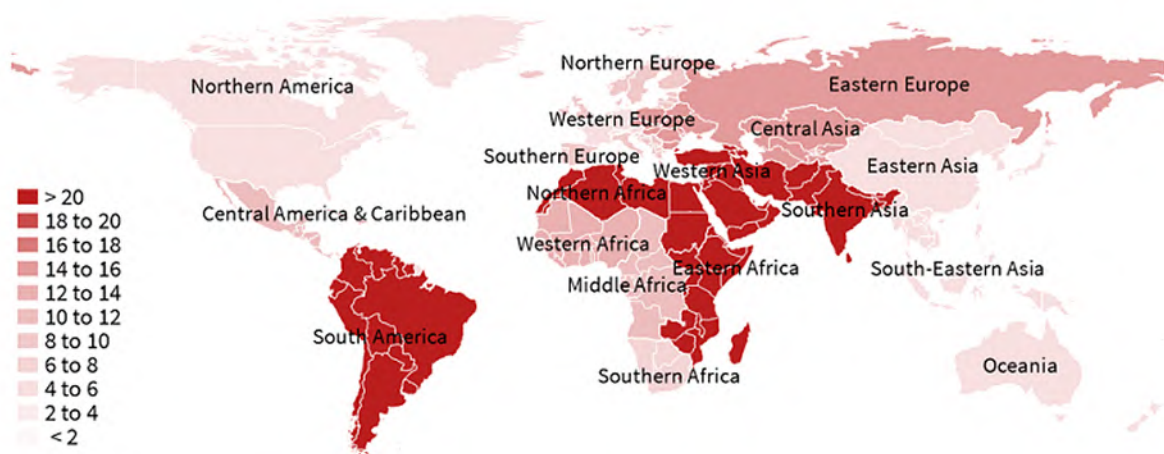 Northern Europe
Northern America
Eastern Europe
Western Europe
Central Asia
Southern Europe
Eastern Asia
Western Asia
Northern Africa
> 20
18 to 20
16 to 18
14 to 16
12 to 14
10 to 12
8 to 10
6 to 8
4 to 6
2 to 4
< 2
Central America & Caribbean
Southern Asia
Western Africa
Eastern Africa
South-Eastern Asia
Middle Africa
South America
Oceania
Southern Africa